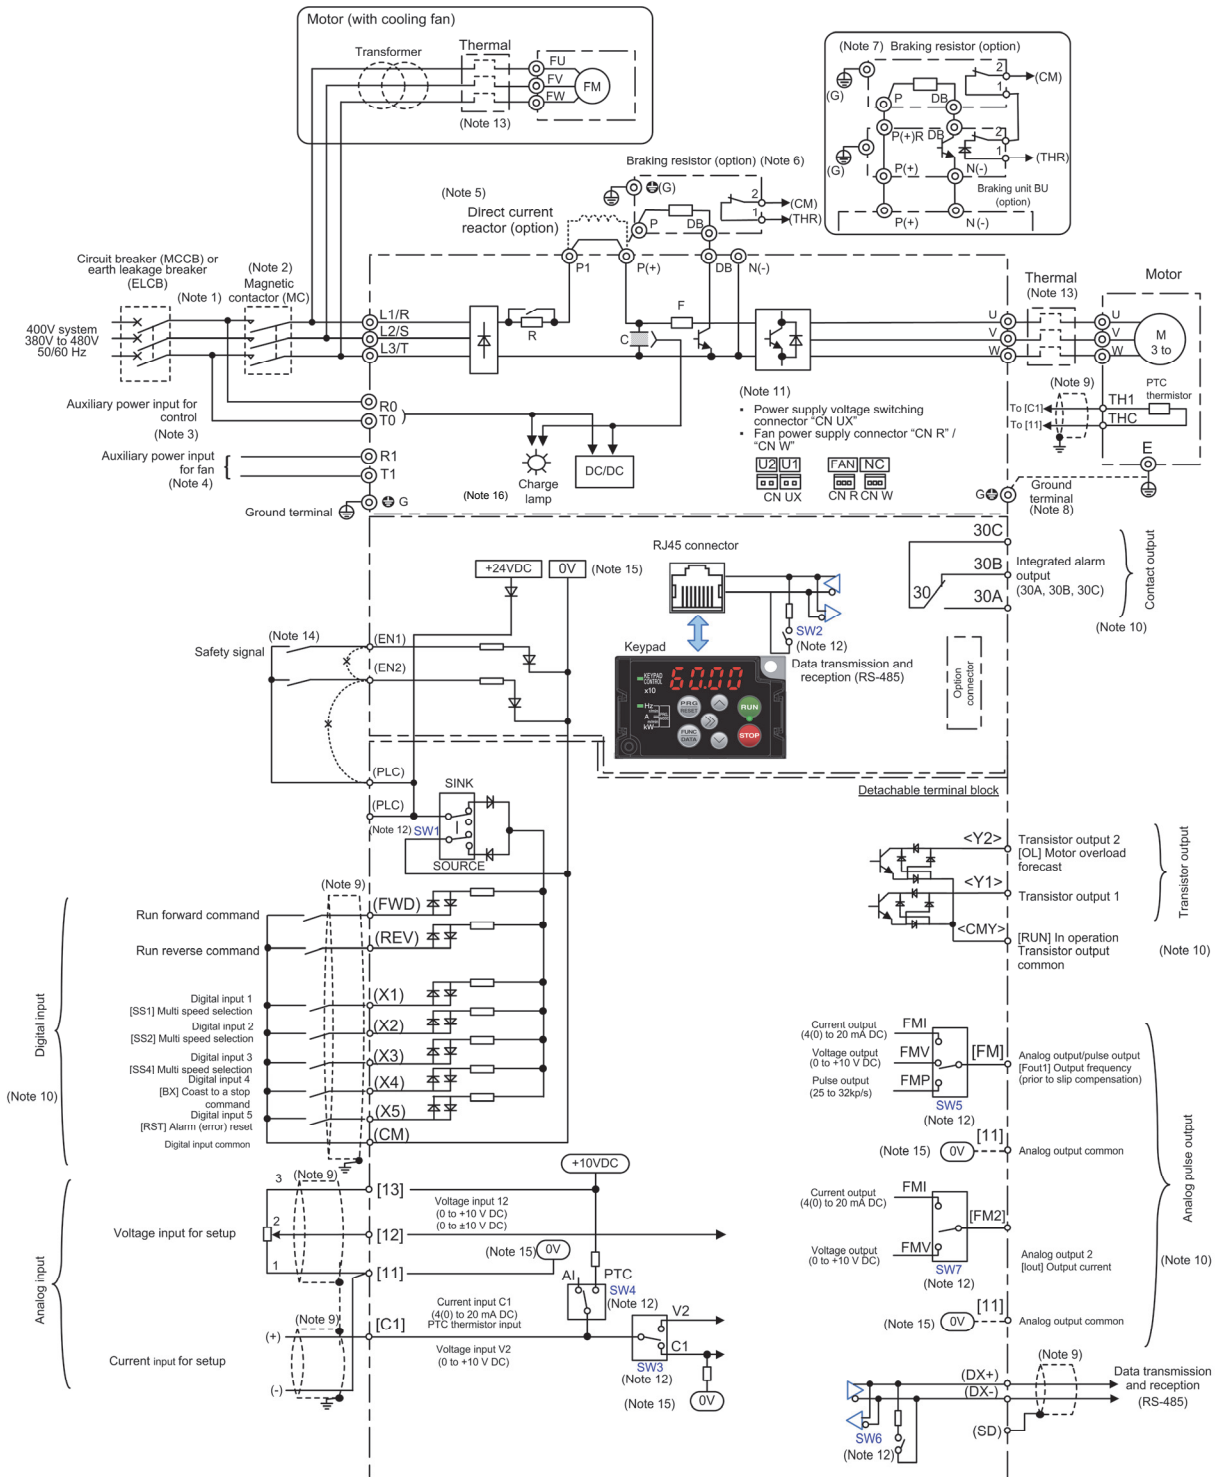 Motor (with cooling fan)
Transformer
Thermal
FU
FV
FW
FM
(Note 13)
(Note 7) Braking resistor (option)
(G)
P
DB
2
1
(CM)
P(+)R
DB
2
1
(THR)
(G)
P(+)
N(-)
Braking unit BU
(option)
P(+)
N(-)
Braking resistor (option) (Note 6)
(G)
2
1
(CM)
(THR)
P
DB
(Note 5)
Direct current
reactor (option)
P1
P(+)
DB
N(-)
Circuit breaker (MCCB) or
earth leakage breaker
(ELCB)
(Note 1)
(Note 2)
Magnetic
contactor (MC)
400V system
380V to 480V
50/60 Hz
L1/R
L2/S
L3/T
R
C
F
U
V
W
Thermal
(Note 13)
Motor
U
V
W
M
3 to
Auxiliary power input for
control
(Note 3)
R0
T0
Auxiliary power input
for fan
(Note 4)
R1
T1
Ground terminal
G
(Note 16)
Charge
lamp
DC/DC
(Note 11)
Power supply voltage switching
connector “CN UX”
Fan power supply connector “CN R” /
“CN W”
U2 U1
FAN NC
CN UX
CN R CN W
(Note 9)
To [C1]
To [11]
TH1
THC
PTC
thermistor
E
G
Ground
terminal
(Note 8)
30C
30B
30A
30
Integrated alarm
output
(30A, 30B, 30C)
Contact output
(Note 10)
RJ45 connector
+24VDC
0V
(Note 15)
SW2
(Note 12)
Data transmission and
reception (RS-485)
Keypad
KEYPAD
CONTROL
x10
60.00
Hz
A
kW
PRG
RESET
FUNC
DATA
RUN
STOP
Option
connector
Safety signal
(Note 14)
(EN1)
(EN2)
(PLC)
(PLC)
(Note 12) SW1
SINK
SOURCE
Detachable terminal block
<Y2>
Transistor output 2
[OL] Motor overload
forecast
<Y1>
Transistor output 1
<CMY>
[RUN] In operation
Transistor output
common
Transistor output
(Note 10)
(Note 9)
Run forward command
(FWD)
Run reverse command
(REV)
Digital input 1
[SS1] Multi speed selection
(X1)
Digital input 2
[SS2] Multi speed selection
(X2)
Digital input 3
[SS4] Multi speed selection
(X3)
Digital input 4
[BX] Coast to a stop
command
(X4)
Digital input 5
[RST] Alarm (error) reset
(X5)
Digital input common
(CM)
Digital input
(Note 10)
Current output
(4(0) to 20 mA DC)
FMI
Voltage output
(0 to +10 V DC)
FMV
Pulse output
(25 to 32kp/s)
FMP
SW5
(Note 12)
[FM]
Analog output/pulse output
[Fout1] Output frequency
(prior to slip compensation)
(Note 15)
0V
[11]
Analog output common
Current output
(4(0) to 20 mA DC)
FMI
Voltage output
(0 to +10 V DC)
FMV
SW7
(Note 12)
[FM2]
Analog output 2
[Iout] Output current
(Note 15)
0V
[11]
Analog output common
Analog pulse output
(Note 10)
(Note 9)
3
2
1
Voltage input for setup
[13]
[12]
[11]
Voltage input 12
(0 to +10 V DC)
(0 to ±10 V DC)
+10VDC
(Note 15)
0V
AI
PTC
SW4
(Note 12)
Analog input
(Note 9)
(+)
(-)
Current input for setup
[C1]
Current input C1
(4(0) to 20 mA DC)
PTC thermistor input
Voltage input V2
(0 to +10 V DC)
V2
C1
SW3
(Note 12)
(Note 15)
0V
(Note 9)
(DX+)
(DX-)
(SD)
SW6
(Note 12)
Data transmission
and reception
(RS-485)